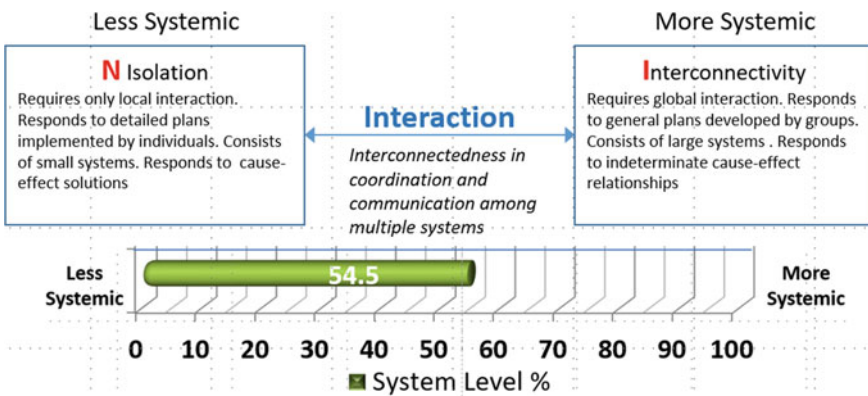 Less Systemic
More Systemic
N Isolation
Requires only local interaction.
Responds to detailed plans
implemented by individuals. Consists
of small systems. Responds to cause-
effect solutions
Interaction
Interconnectedness in
coordination and
communication among
multiple systems
Interconnectivity
Requires global interaction. Responds
to general plans developed by groups.
Consists of large systems . Responds
to indeterminate cause-effect
relationships
Less
Systemic
54.5
More
Systemic
0 10 20 30 40 50 60 70 80 90 100
System Level %